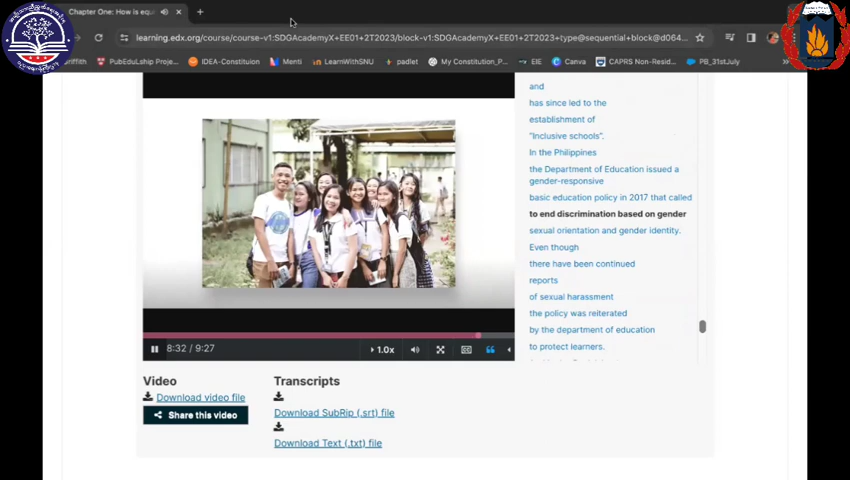 Chapter One: How is equ
learning.edx.org/course/course-v1:SDGAcademyX+EE01+2T2023/block-v1:SDGAcademyX+EE01+2T2023+type@sequential+block@d064...
riffith
PubEduLship Proje...
IDEA-Constituion
Menti
LearnWithSNU
padlet
My Constitution_P...
EIE
Canva
CAPRS Non-Resid...
PB_31stJuly
and
has since led to the
establishment of
"Inclusive schools".
In the Philippines
the Department of Education issued a
gender-responsive
basic education policy in 2017 that called
to end discrimination based on gender
sexual orientation and gender identity.
Even though
there have been continued
reports
of sexual harassment
the policy was reiterated
by the department of education
to protect learners.
8:32 / 9:27
1.0x
Video
Download video file
Share this video
Transcripts
Download SubRip (.srt) file
Download Text (.txt) file